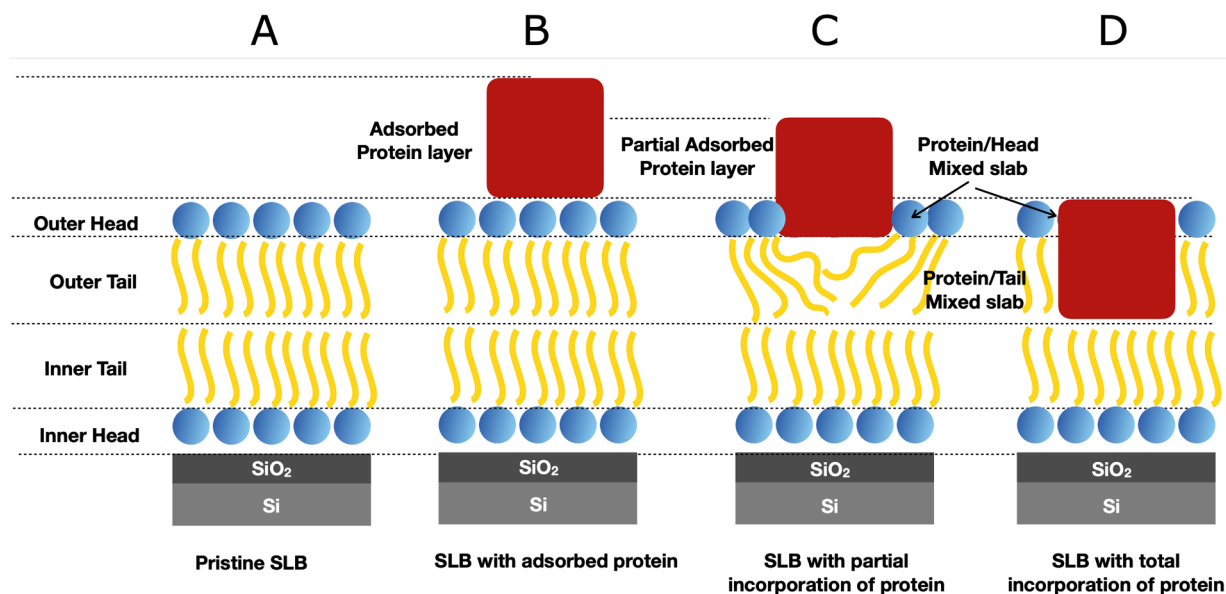 A
B
C
D
Adsorbed
Protein layer
Partial Adsorbed
Protein layer
Protein/Head
Mixed slab
Outer Head
Outer Tail
Protein/Tail
Mixed slab
Inner Tail
Inner Head
SiO₂
SiO₂
SiO₂
SiO₂
Si
Si
Si
Si
Pristine SLB
SLB with adsorbed protein
SLB with partial
incorporation of protein
SLB with total
incorporation of protein